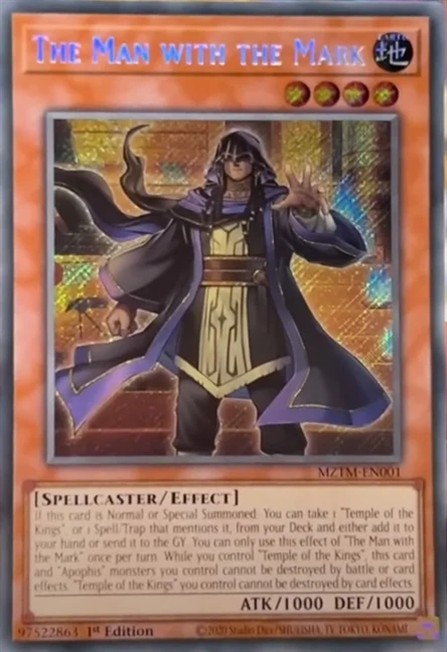 The Man with the Mark
EARTH
地
MZTM-EN001
[Spellcaster/Effect]
If this card is Normal or Special Summoned: You can take 1 "Temple of the
Kings" or 1 Spell/Trap that mentions it, from your Deck and either add it to
your hand or send it to the GY. You can only use this effect of "The Man with
the Mark" once per turn. While you control "Temple of the Kings", this card
and "Apophis" monsters you control cannot be destroyed by battle or card
effects. "Temple of the Kings" you control cannot be destroyed by card effects.
ATK/1000 DEF/1000
97522863 1st Edition ©2020 Studio Dice/SHUEISHA, TV TOKYO, KONAMI